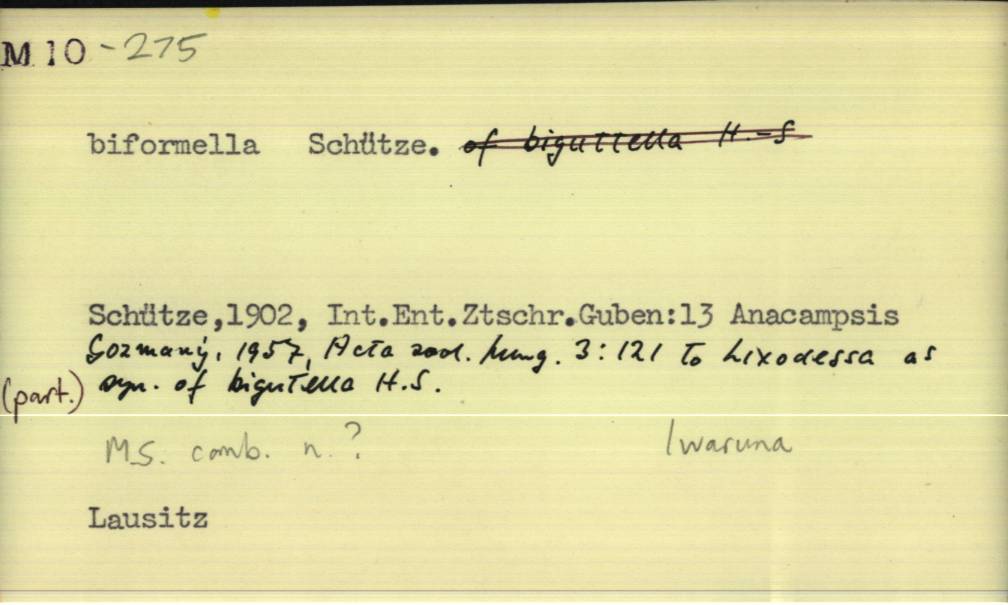 M 10 - 275
biformella Schütze. of biguttella H.-S
Schütze,1902, Int.Ent.Ztschr.Guben:13 Anacampsis
Gozmany, 1957, Acta zool. hung. 3:121 to Lixodessa as
(part.) syn. of bigutella H.S.
MS. comb. n.? Iwaruna
Lausitz